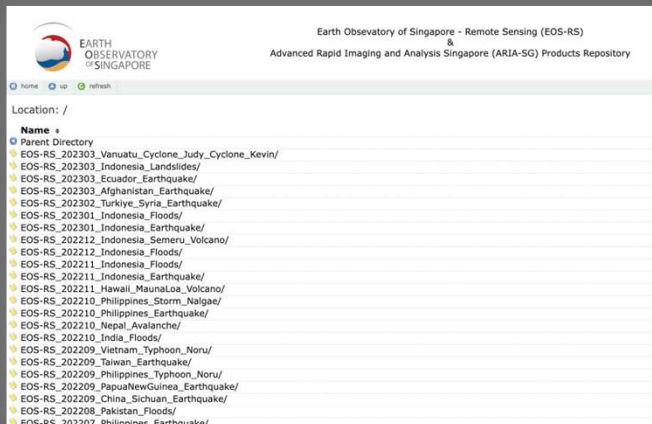 EARTH
OBSERVATORY
OF SINGAPORE
Earth Obsevatory of Singapore - Remote Sensing (EOS-RS)
&
Advanced Rapid Imaging and Analysis Singapore (ARIA-SG) Products Repository
home up refresh
Location: /
Name
Parent Directory
EOS-RS_202303_Vanuatu_Cyclone_Judy_Cyclone_Kevin/
EOS-RS_202303_Indonesia_Landslides/
EOS-RS_202303_Ecuador_Earthquake/
EOS-RS_202303_Afghanistan_Earthquake/
EOS-RS_202302_Turkiye_Syria_Earthquake/
EOS-RS_202301_Indonesia_Floods/
EOS-RS_202301_Indonesia_Earthquake/
EOS-RS_202212_Indonesia_Semeru_Volcano/
EOS-RS_202212_Indonesia_Floods/
EOS-RS_202211_Indonesia_Floods/
EOS-RS_202211_Indonesia_Earthquake/
EOS-RS_202211_Hawaii_MaunaLoa_Volcano/
EOS-RS_202210_Philippines_Storm_Nalgae/
EOS-RS_202210_Philippines_Earthquake/
EOS-RS_202210_Nepal_Avalanche/
EOS-RS_202210_India_Floods/
EOS-RS_202209_Vietnam_Typhoon_Noru/
EOS-RS_202209_Taiwan_Earthquake/
EOS-RS_202209_Philippines_Typhoon_Noru/
EOS-RS_202209_PapuaNewGuinea_Earthquake/
EOS-RS_202209_China_Sichuan_Earthquake/
EOS-RS_202208_Pakistan_Floods/
EOS-RS_202207_Philippines_Earthquake/